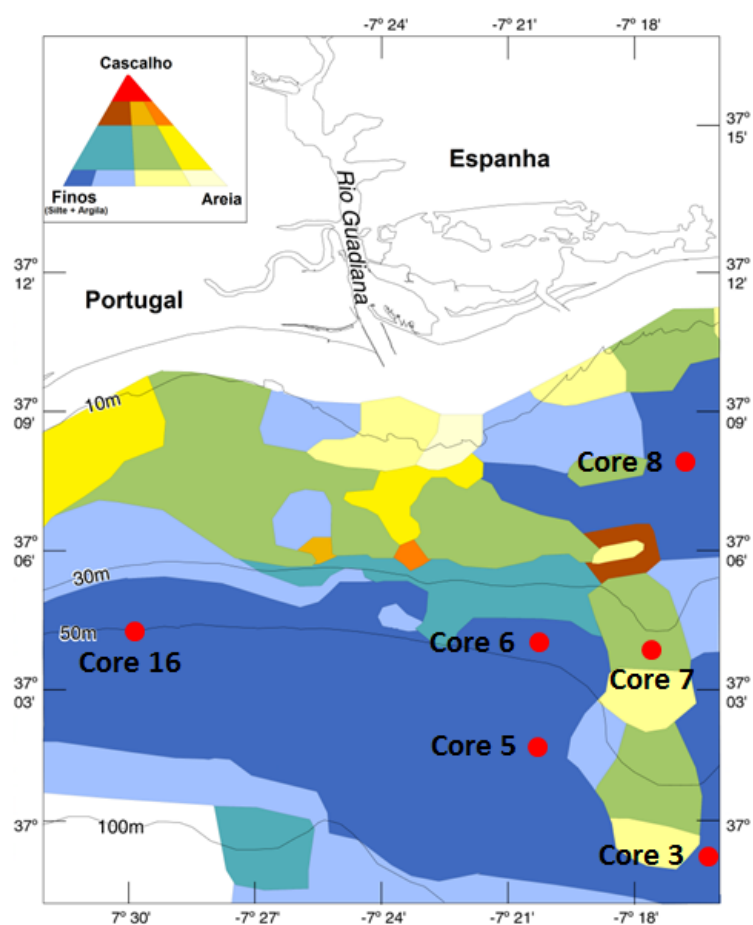 -7° 24'
-7° 21'
-7° 18'
Cascalho
Finos
(Silte + Argila)
Areia
37°
15'
Espanha
Rio Guadiana
37°
12'
37°
12'
Portugal
10m
37°
09'
37°
09'
Core 8
37°
06'
37°
06'
30m
50m
Core 16
Core 6
Core 7
37°
03'
37°
03'
Core 5
37°
100m
37°
Core 3
7° 30'
-7° 27'
-7° 24'
-7° 21'
-7° 18'